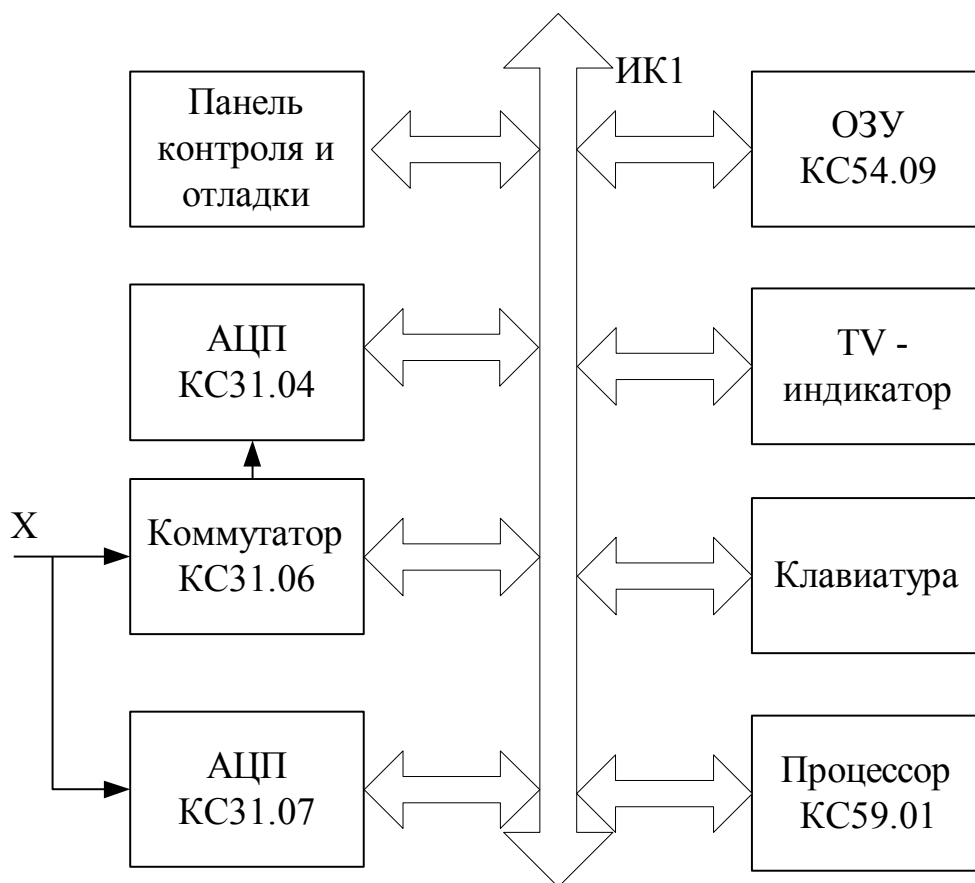 Панель
контроля и
отладки
ИК1
ОЗУ
КС54.09
АЦП
КС31.04
TV -
индикатор
X
Коммутатор
КС31.06
Клавиатура
АЦП
КС31.07
Процессор
КС59.01